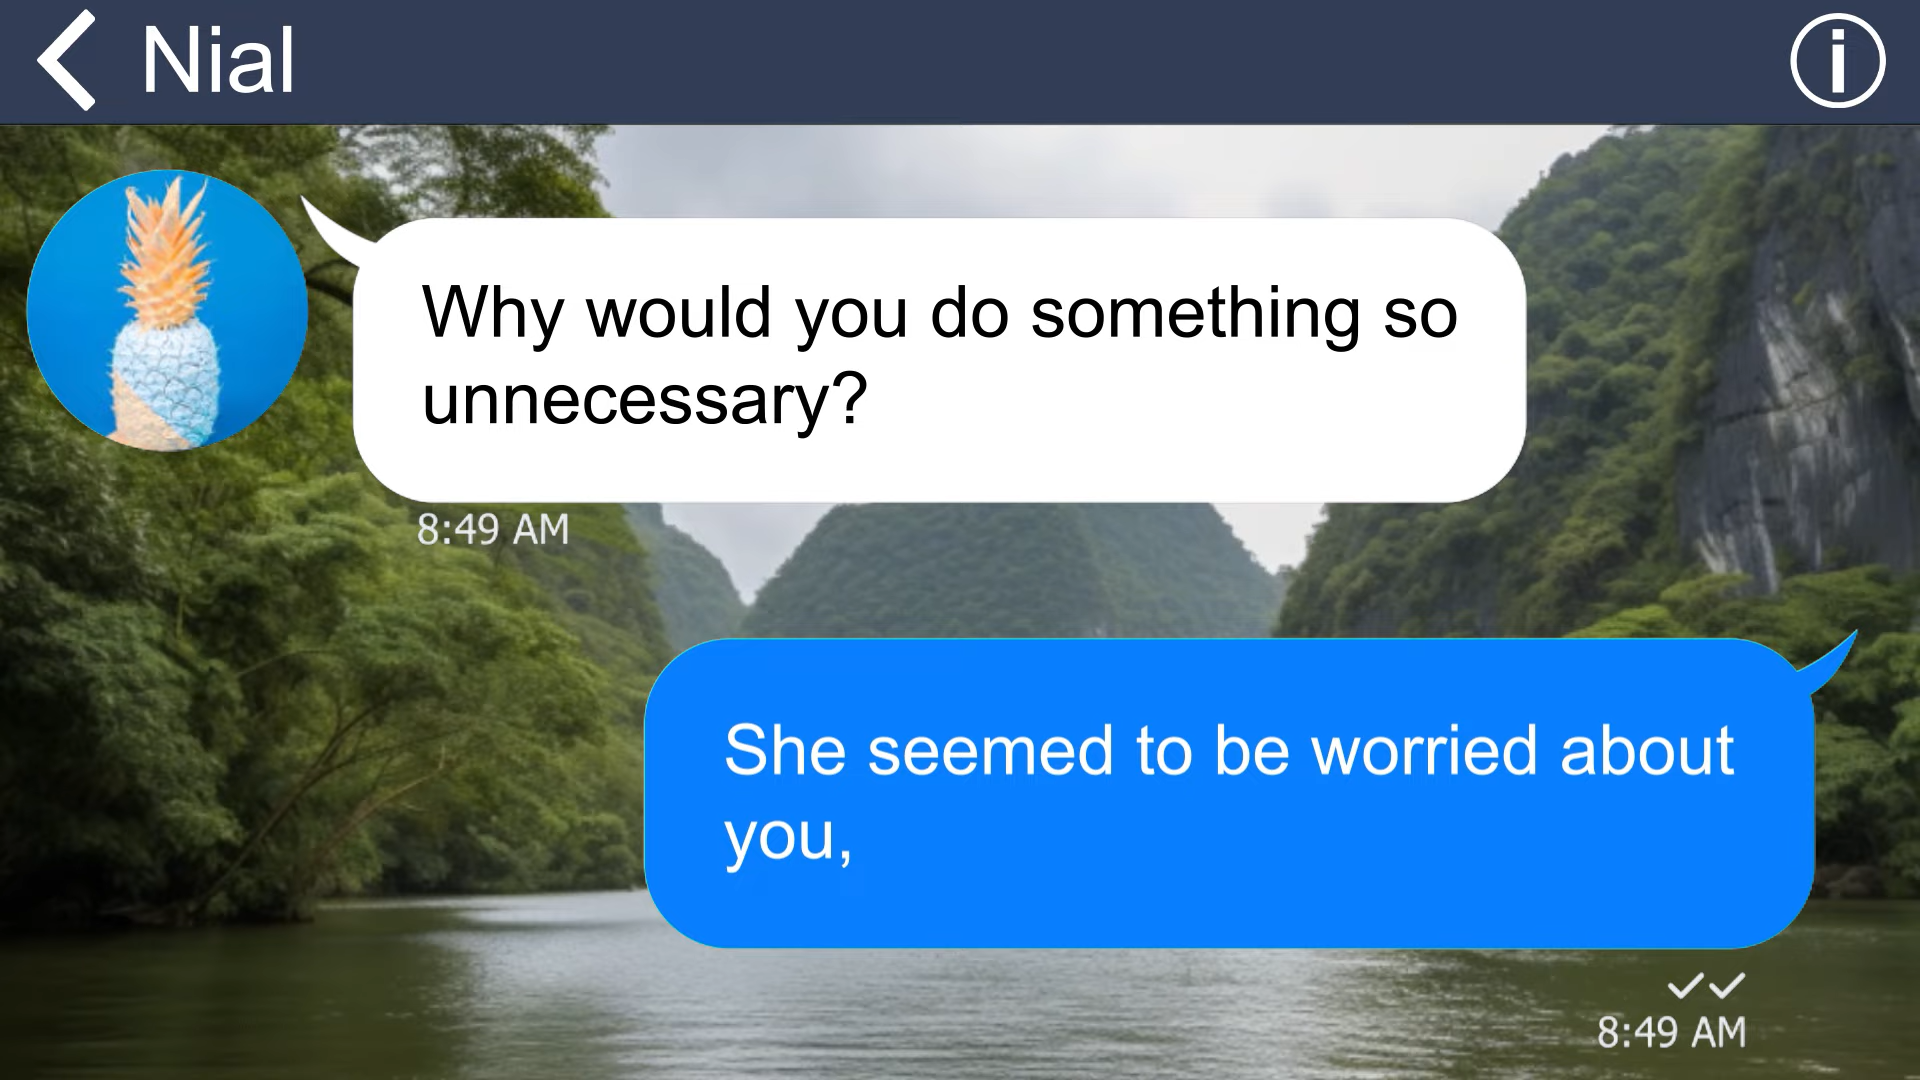 Nial
Why would you do something so
unnecessary?
8:49 AM
She seemed to be worried about
you,
8:49 AM